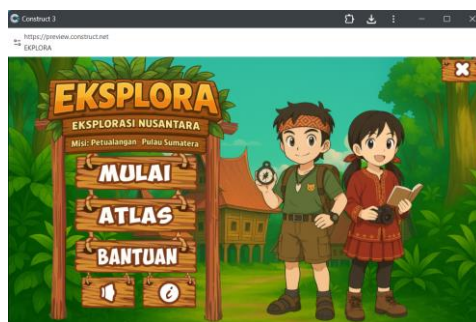 Construct 3
https://preview.construct.net
EKPLORA
EKSPLORA
EKSPLORASI NUSANTARA
Misi: Petualangan Pulau Sumatera
MULAI
ATLAS
BANTUAN
i